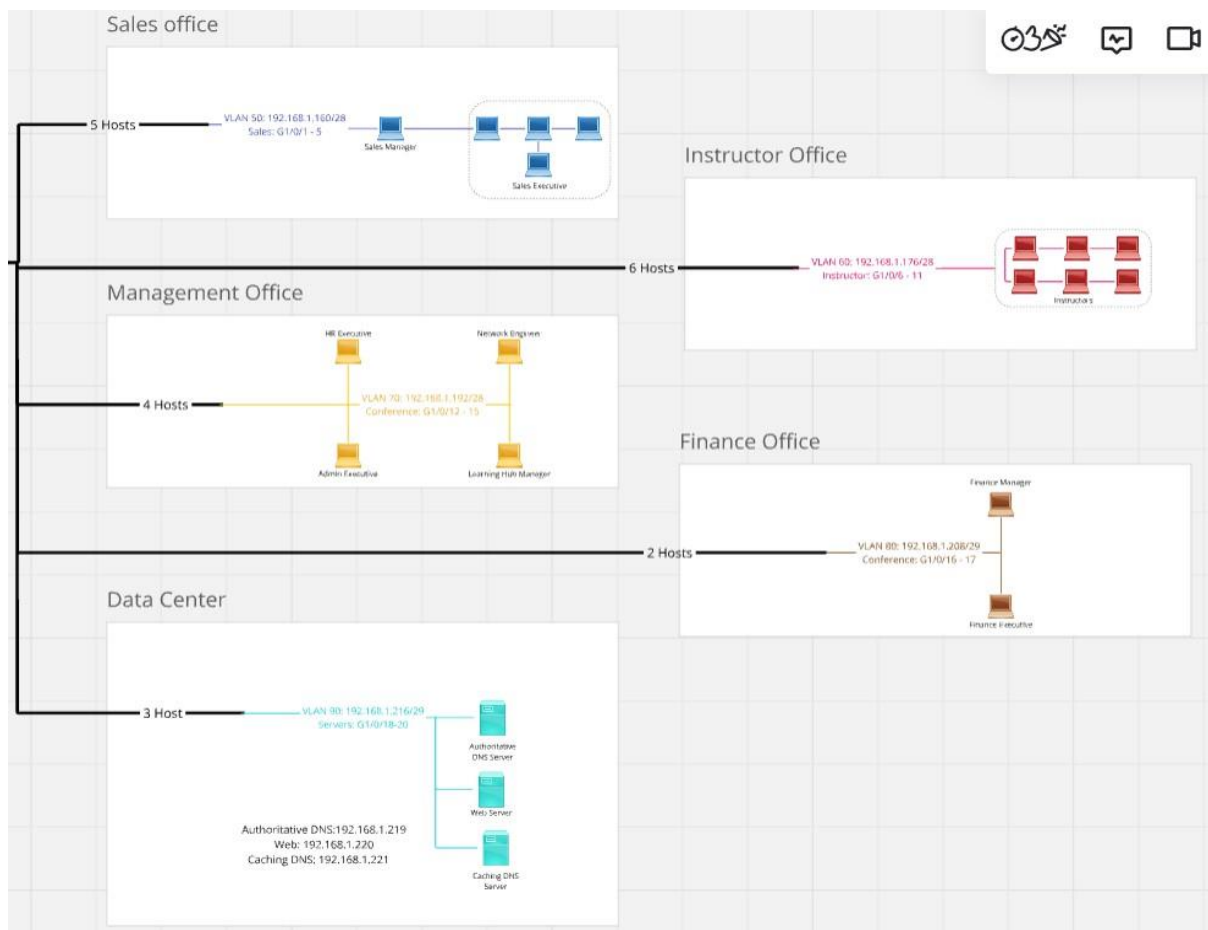 Sales office
5 Hosts
VLAN 50: 192.168.1.160/28
Sales: G1/0/1 - 5
Sales Manager
Sales Executive
Instructor Office
6 Hosts
VLAN 60: 192.168.1.176/28
Instructor: G1/0/6 - 11
Instructors
Management Office
HR Executive
Network Engineer
4 Hosts
VLAN 70: 192.168.1.192/28
Conference: G1/0/12 - 15
Admin Executive
Learning Hub Manager
Finance Office
Finance Manager
2 Hosts
VLAN 80: 192.168.1.208/29
Conference: G1/0/16 - 17
Finance Executive
Data Center
3 Host
VLAN 90: 192.168.1.216/29
Servers: G1/0/18-20
Authoritative
DNS Server
Web Server
Authoritative DNS:192.168.1.219
Web: 192.168.1.220
Caching DNS: 192.168.1.221
Caching DNS
Server